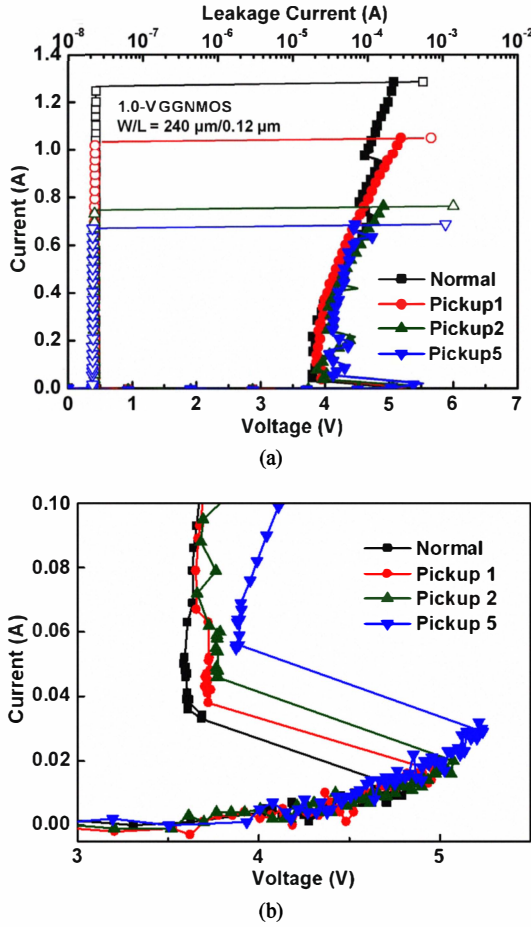 Leakage Current (A)
10⁻⁸ 10⁻⁷ 10⁻⁶ 10⁻⁵ 10⁻⁴ 10⁻³ 10⁻²
1.4
1.2
1.0
0.8
0.6
0.4
0.2
0.0
Current (A)
1.0-V GGNMOS
W/L = 240 µm/0.12 µm
Normal
Pickup1
Pickup2
Pickup5
0 1 2 3 4 5 6 7
Voltage (V)
(a)
0.10
0.08
0.06
0.04
0.02
0.00
Current (A)
Normal
Pickup 1
Pickup 2
Pickup 5
3 4 5
Voltage (V)
(b)